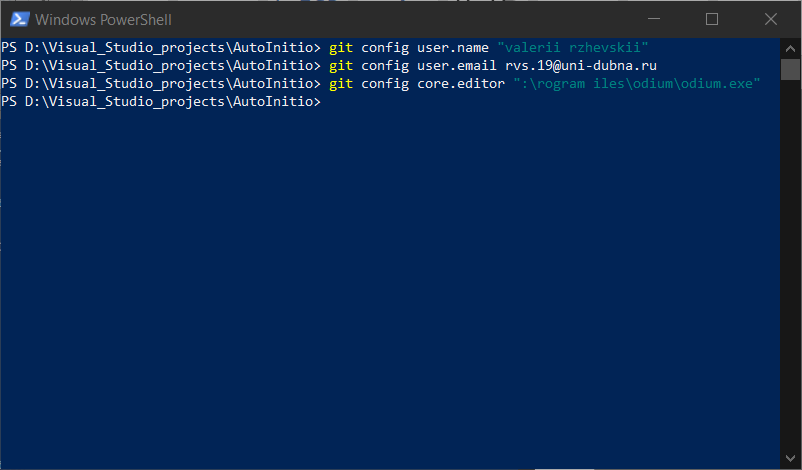 Windows PowerShell
PS D:\Visual_Studio_projects\AutoInitio> git config user.name "valerii rzhevskii"
PS D:\Visual_Studio_projects\AutoInitio> git config user.email rvs.19@uni-dubna.ru
PS D:\Visual_Studio_projects\AutoInitio> git config core.editor ":\rogram iles\odium\odium.exe"
PS D:\Visual_Studio_projects\AutoInitio>